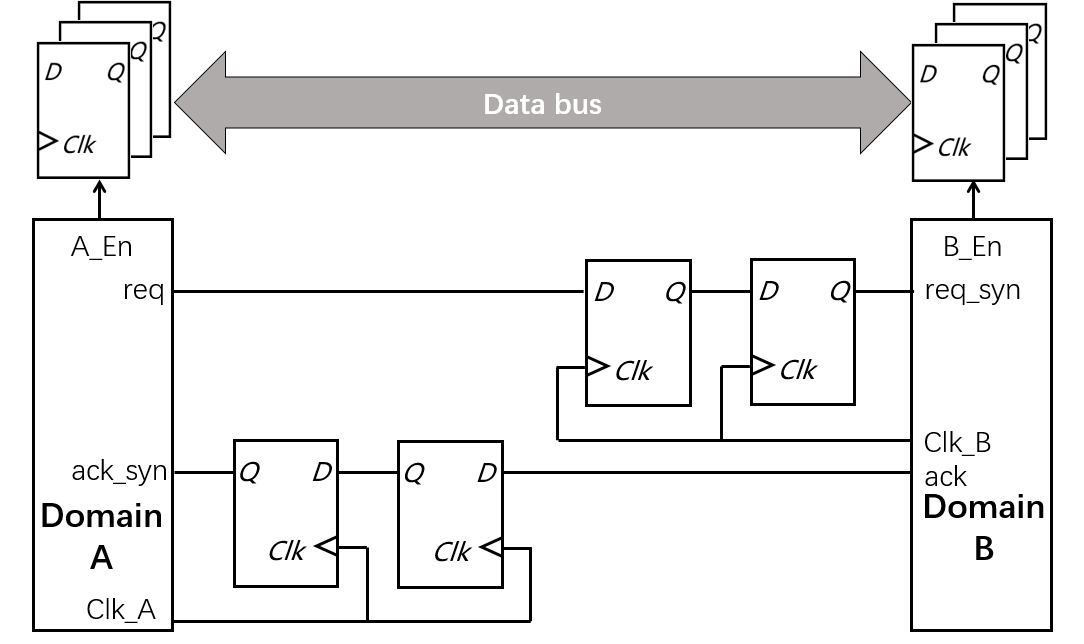 Q Q
Q Q
D Q
D Q
Data bus
Clk
Clk
A_En
B_En
req
D Q
D Q
req_syn
Clk
Clk
Clk_B
ack_syn
Q D
Q D
ack
Domain
A
Domain
B
Clk
Clk
Clk_A